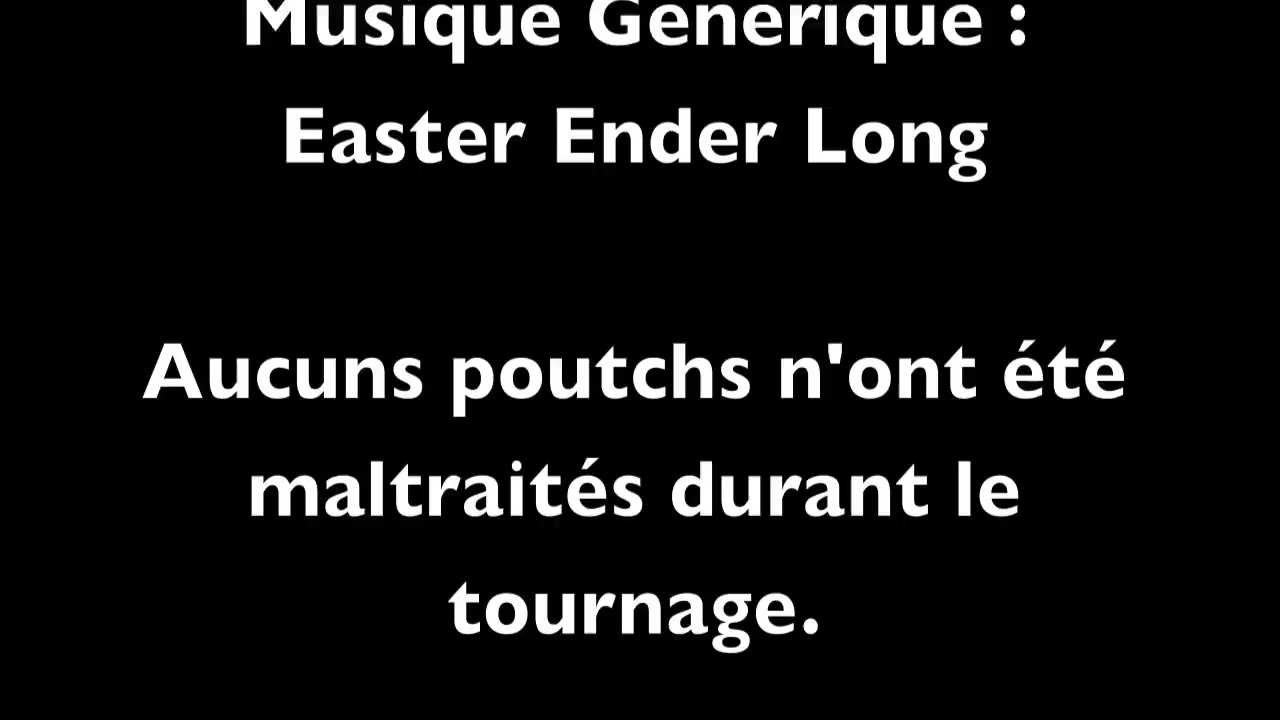 Musique Générique :
Easter Ender Long
Aucuns poutchs n'ont été
maltraités durant le
tournage.